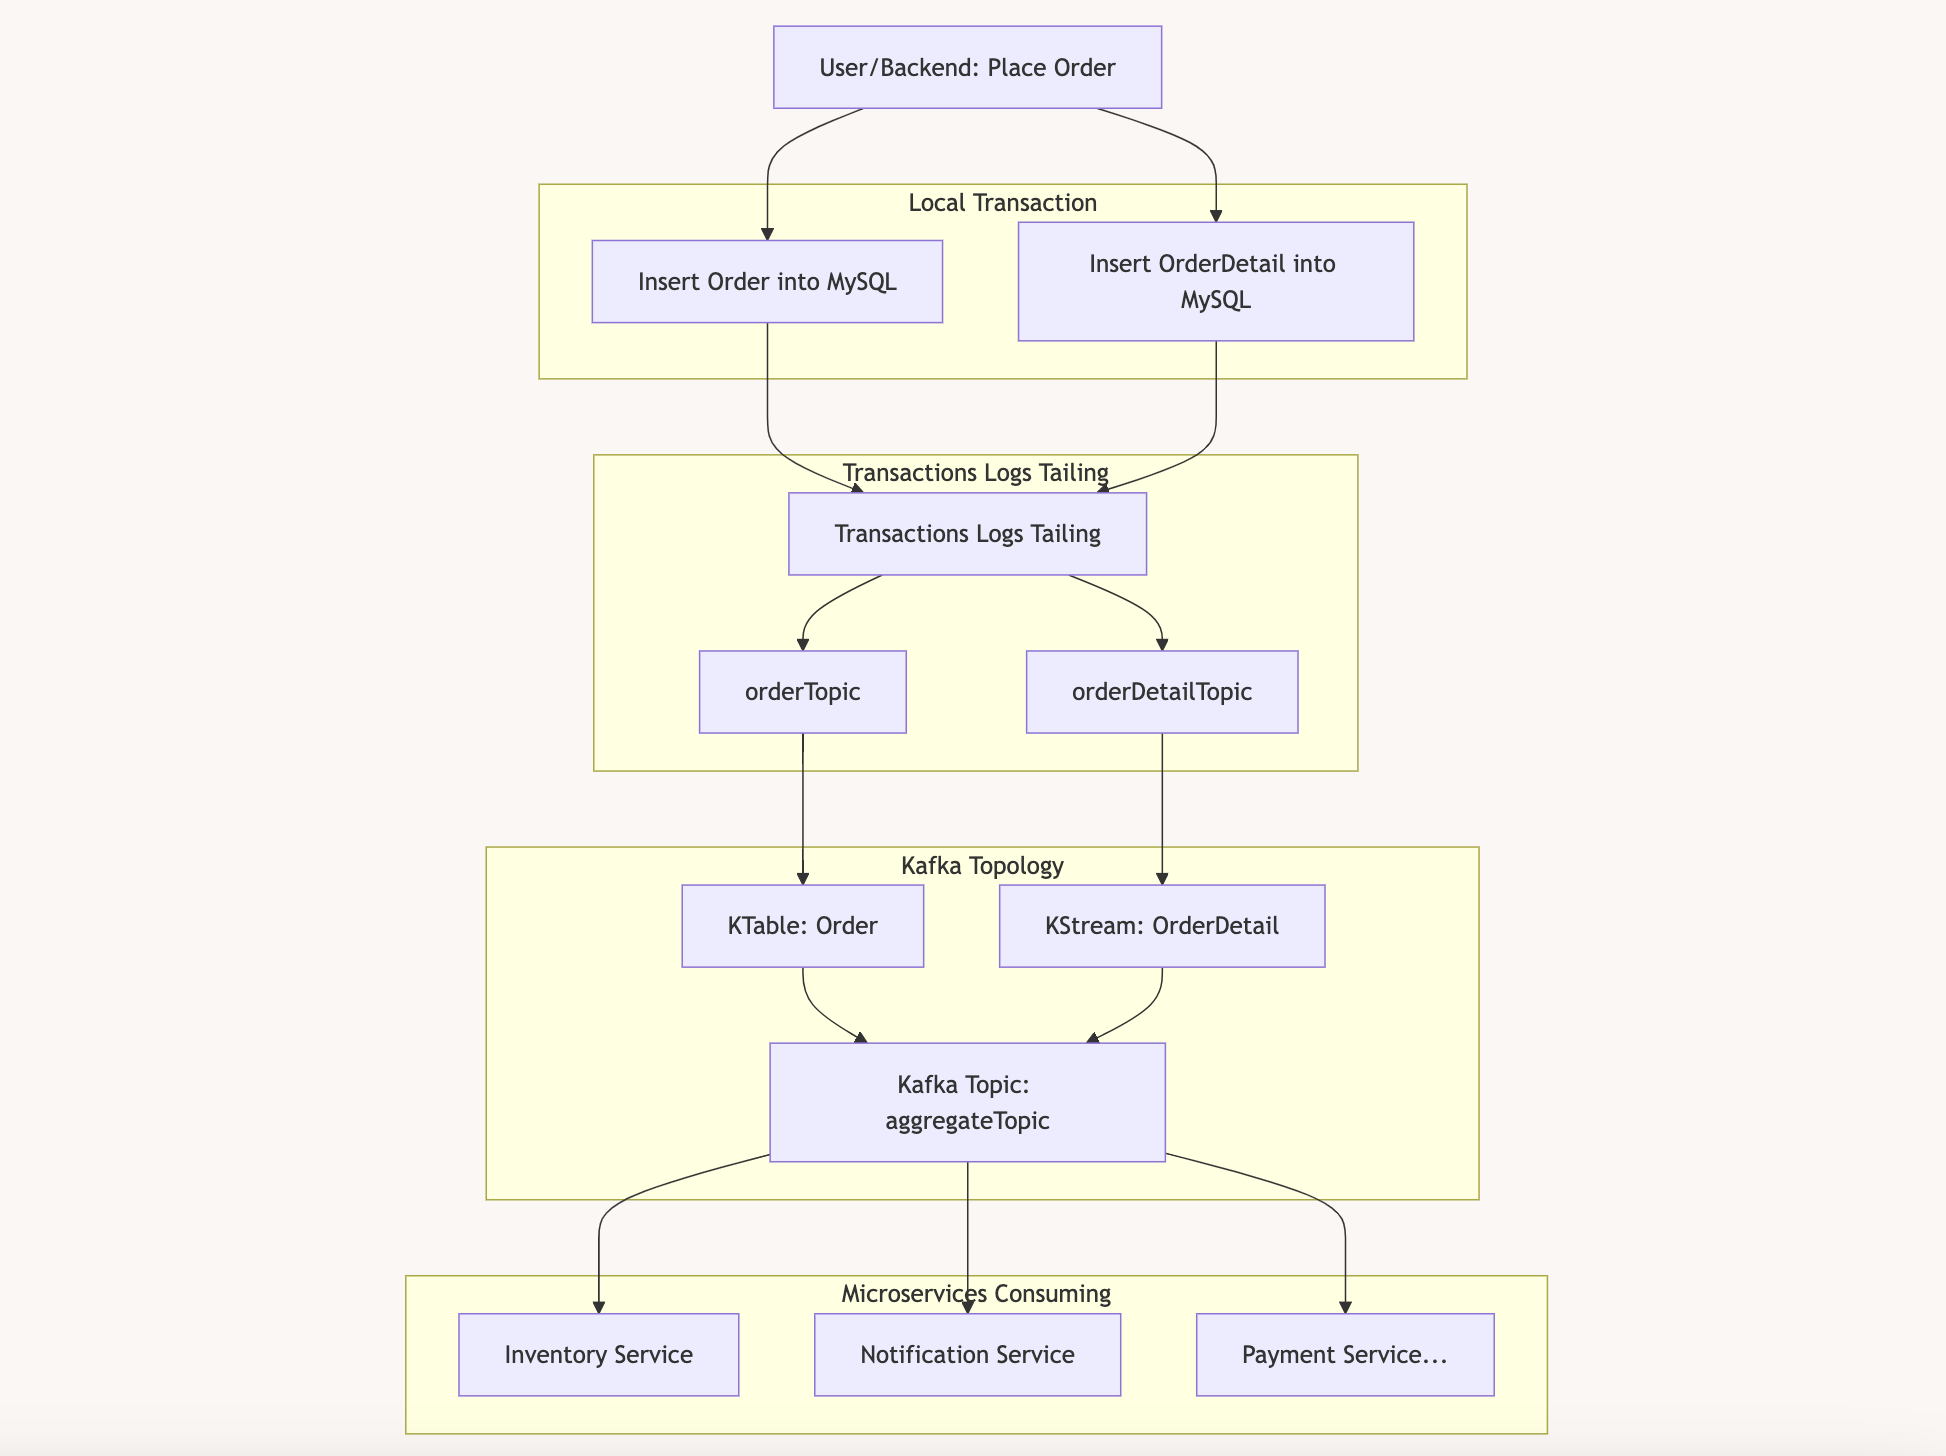 User/Backend: Place Order
Local Transaction
Insert Order into MySQL
Insert OrderDetail into
MySQL
Transactions Logs Tailing
Transactions Logs Tailing
orderTopic
orderDetailTopic
Kafka Topology
KTable: Order
KStream: OrderDetail
Kafka Topic:
aggregateTopic
Microservices Consuming
Inventory Service
Notification Service
Payment Service...